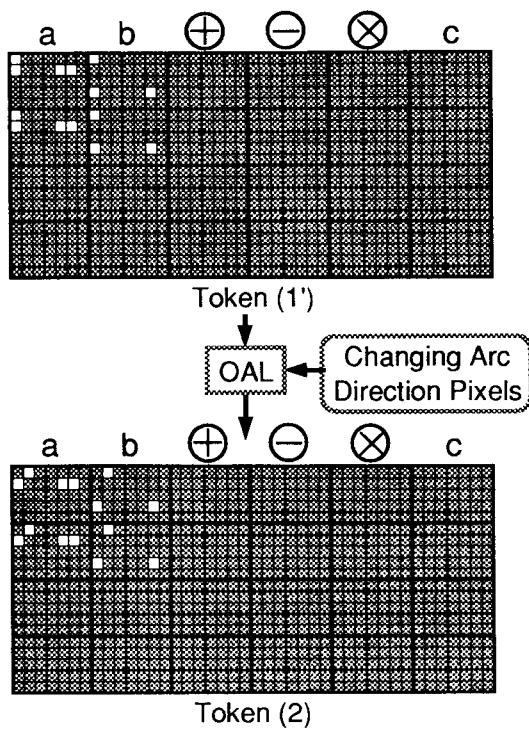 a b ⊕ ⊖ ⊗ c
Token (1')
OAL
Changing Arc
Direction Pixels
a b ⊕ ⊖ ⊗ c
Token (2)